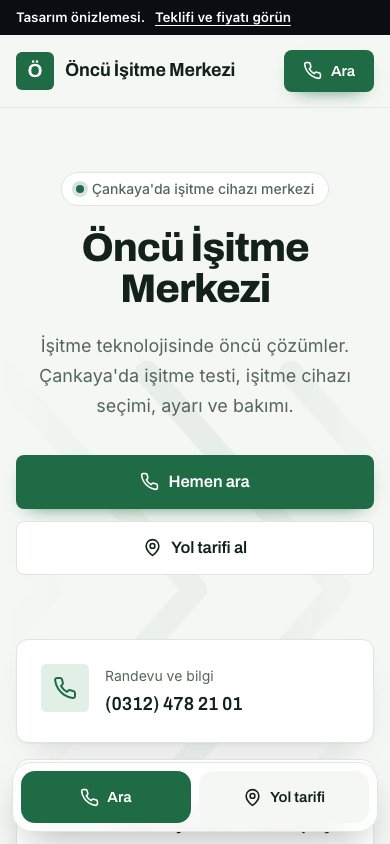 Tasarım önizlemesi. Teklifi ve fiyatı görün
Ö Öncü İşitme Merkezi Ara
Çankaya'da işitme cihazı merkezi
Öncü İşitme
Merkezi
İşitme teknolojisinde öncü çözümler.
Çankaya'da işitme testi, işitme cihazı
seçimi, ayarı ve bakımı.
Hemen ara
Yol tarifi al
Randevu ve bilgi
(0312) 478 21 01
Ara Yol tarifi